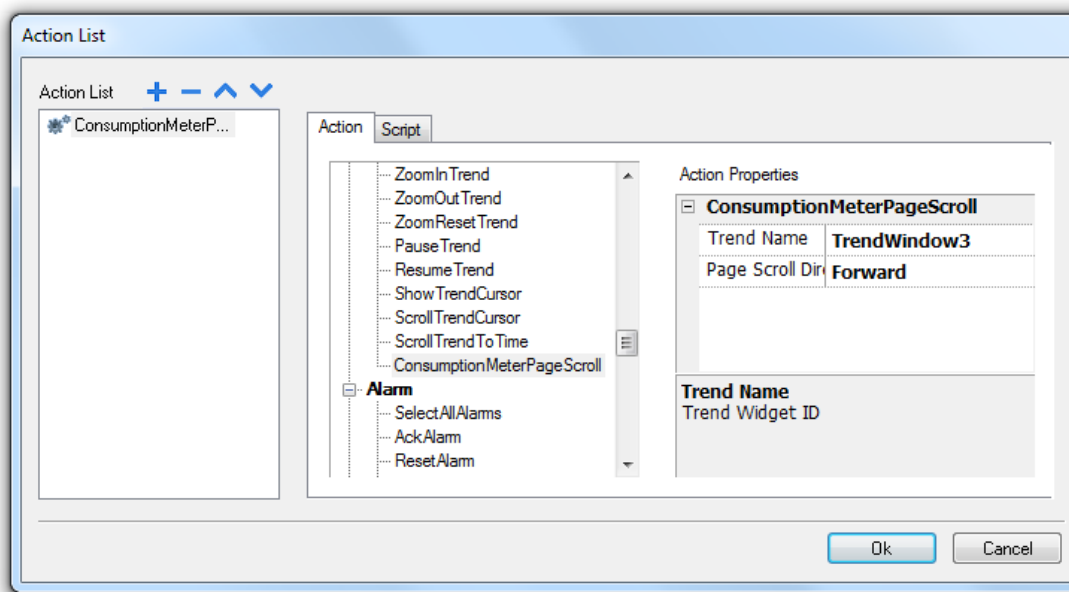 Action List
Action List
ConsumptionMeterP...
Action
Script
ZoomInTrend
ZoomOutTrend
ZoomResetTrend
PauseTrend
ResumeTrend
ShowTrendCursor
ScrollTrendCursor
ScrollTrendToTime
ConsumptionMeterPageScroll
Alarm
SelectAllAlarms
AckAlarm
ResetAlarm
Action Properties
ConsumptionMeterPageScroll
Trend Name TrendWindow3
Page Scroll Dir Forward
Trend Name
Trend Widget ID
Ok Cancel